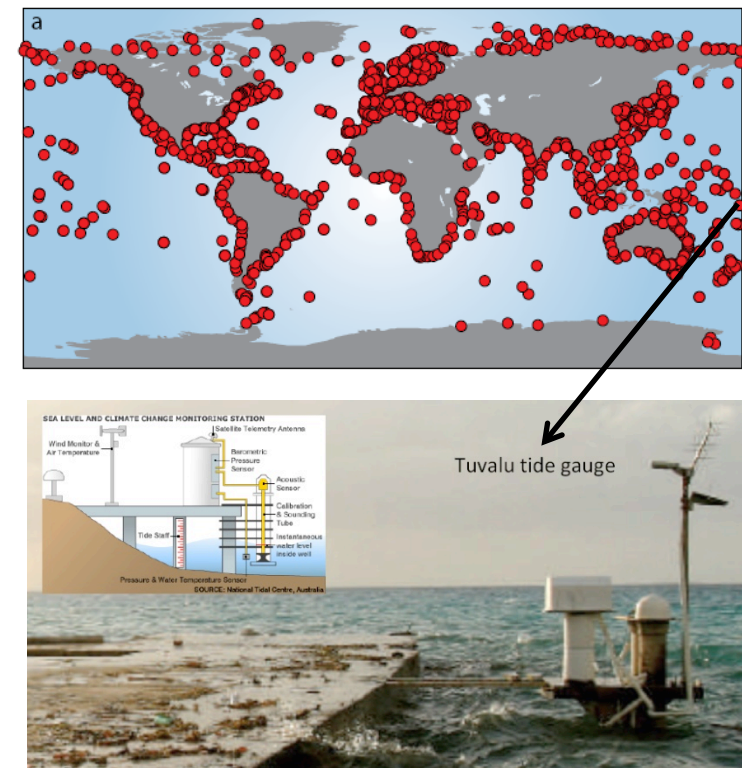 a
SEA LEVEL AND CLIMATE CHANGE MONITORING STATION
Satellite Telemetry Antenna
Wind Monitor &
Air Temperature
Barometric
Pressure
Sensor
Acoustic
Sensor
Calibration
& Sounding
Tube
Tide Staff
Instantaneous
water level
inside well
Pressure & Water Temperature Sensor
SOURCE: National Tidal Centre, Australia
Tuvalu tide gauge